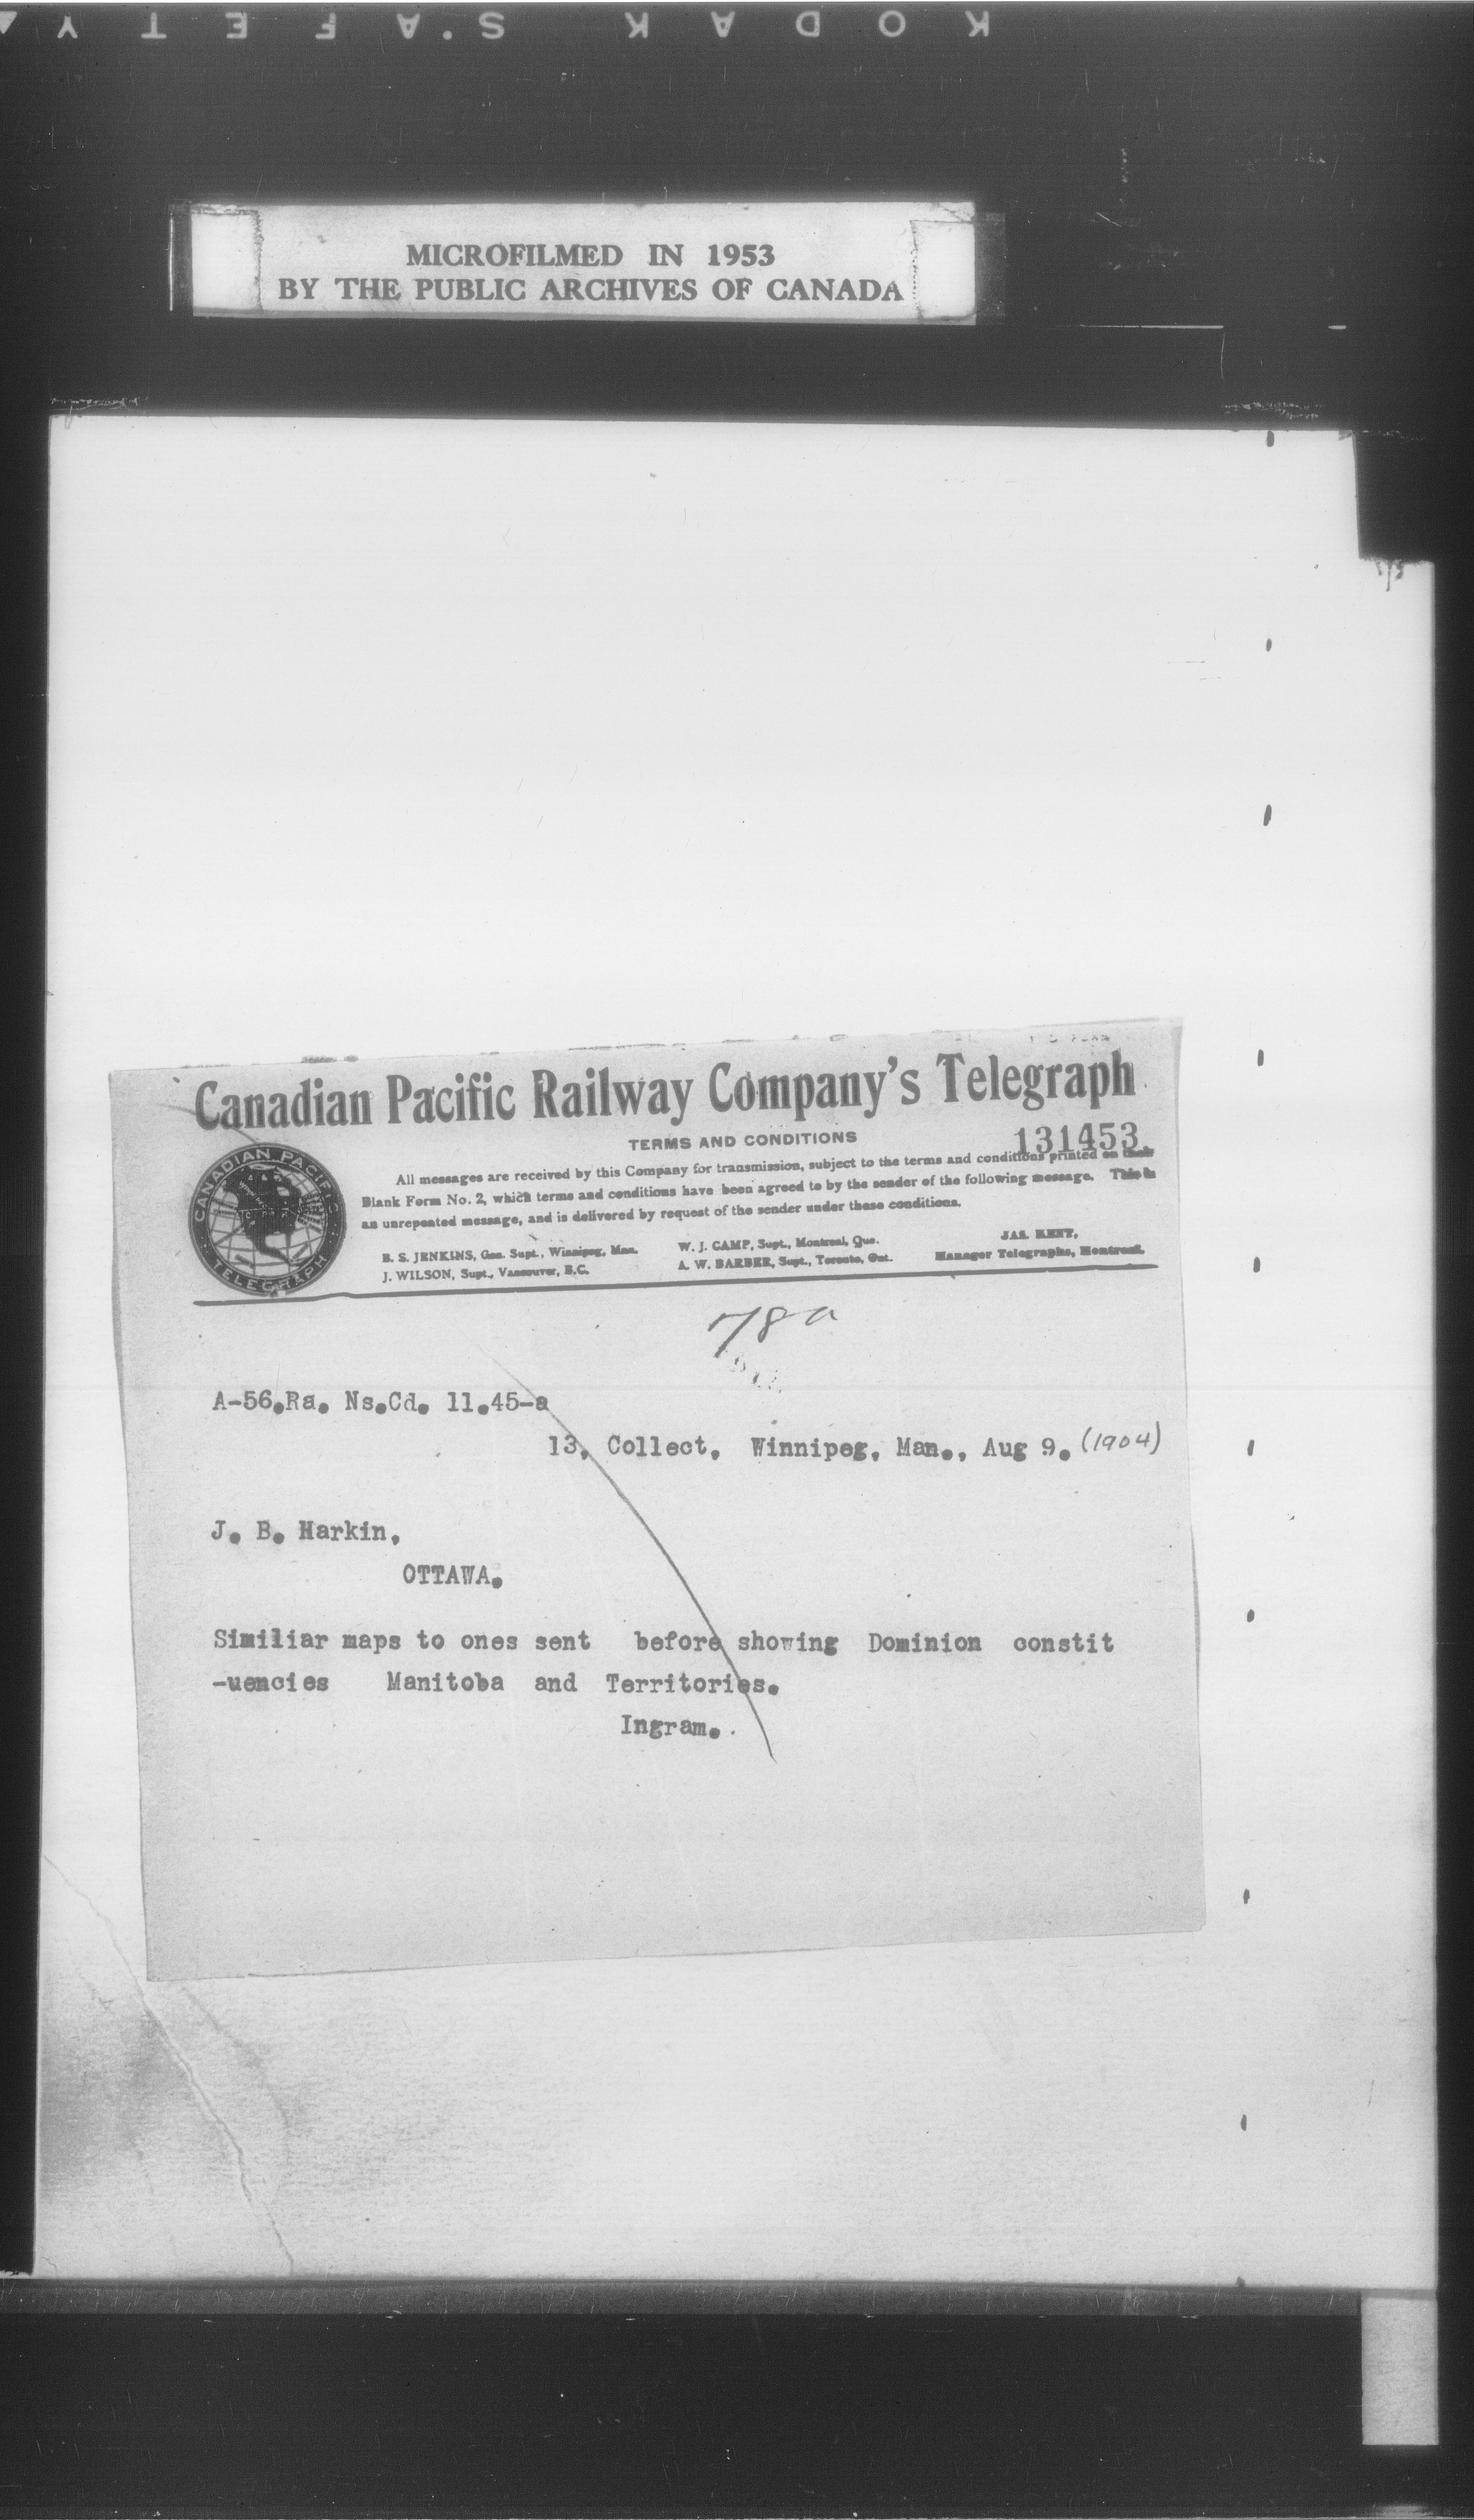 KODAK SAFETY
MICROFILMED IN 1953
BY THE PUBLIC ARCHIVES OF CANADA
Canadian Pacific Railway Company's Telegraph
TERMS AND CONDITIONS
131453
All messages are received by this Company for transmission, subject to the terms and conditions printed on their
Blank Form No. 2, which terms and conditions have been agreed to by the sender of the following message. This is
an unrepeated message, and is delivered by request of the sender under these conditions.
CANADIAN PACIFIC
TELEGRAPH
B. S. JENKINS, Gen. Supt., Winnipeg, Man.
J. WILSON, Supt., Vancouver, B.C.
W. J. CAMP, Supt., Montreal, Que.
A. W. BARBER, Supt., Toronto, Ont.
JAS. KENT,
Manager Telegraphs, Montreal.
78a
A-56.Ra. Ns.Cd. 11.45-a
13, Collect, Winnipeg, Man., Aug 9. (1904)
J. B. Harkin,
OTTAWA.
Similiar maps to ones sent before showing Dominion constit
-uencies Manitoba and Territories.
Ingram.